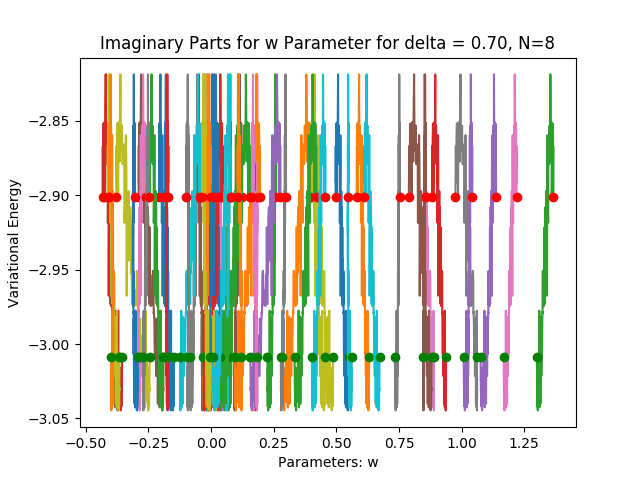 Imaginary Parts for w Parameter for delta = 0.70, N=8
Variational Energy
−2.85
−2.90
−2.95
−3.00
−3.05
−0.50 −0.25 0.00 0.25 0.50 0.75 1.00 1.25
Parameters: w